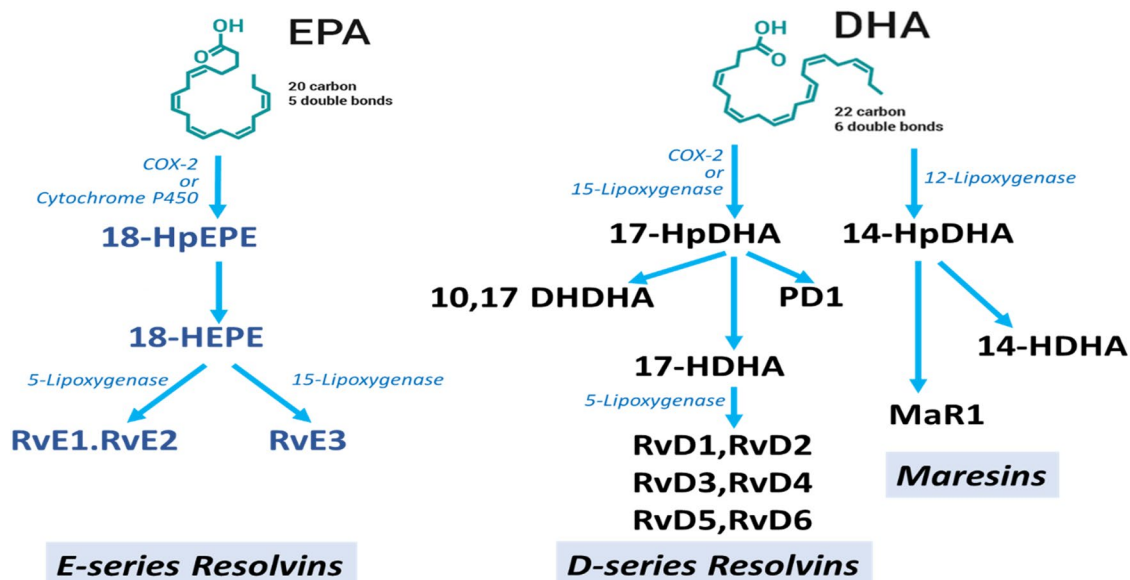 EPA
OH
O
20 carbon
5 double bonds
COX-2
or
Cytochrome P450
18-HpEPE
18-HEPE
5-Lipoxygenase
15-Lipoxygenase
RvE1.RvE2
RvE3
E-series Resolvins
DHA
OH
O
22 carbon
6 double bonds
COX-2
or
15-Lipoxygenase
12-Lipoxygenase
17-HpDHA
14-HpDHA
10,17 DHDHA
PD1
17-HDHA
14-HDHA
5-Lipoxygenase
MaR1
RvD1,RvD2
RvD3,RvD4
RvD5,RvD6
Maresins
D-series Resolvins